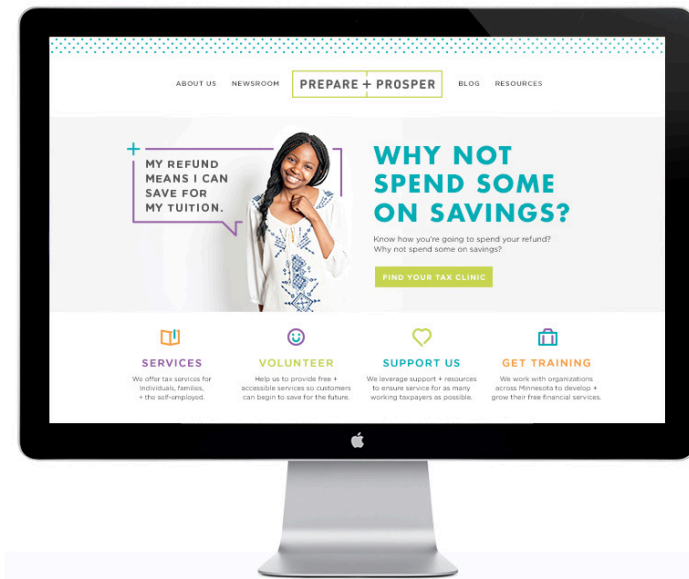 ABOUT US NEWSROOM PREPARE + PROSPER BLOG RESOURCES
MY REFUND
MEANS I CAN
SAVE FOR
MY TUITION.
WHY NOT
SPEND SOME
ON SAVINGS?
Know how you're going to spend your refund?
Why not spend some on savings?
FIND YOUR TAX CLINIC
SERVICES
We offer tax services for
individuals, families,
+ the self-employed.
VOLUNTEER
Help us to provide free +
accessible services so customers
can begin to save for the future.
SUPPORT US
We leverage support + resources
to ensure service for as many
working taxpayers as possible.
GET TRAINING
We work with organizations
across Minnesota to develop +
grow their free financial services.